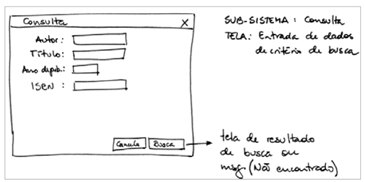 Consulta X
Autor:
Título:
Ano dpub.:
ISBN:
Cancela Busca
SUB-SISTEMA: Consulta
TELA: Entrada de dados
de critério de busca
tela de resultado
de busca ou
msg. (Não encontrado)